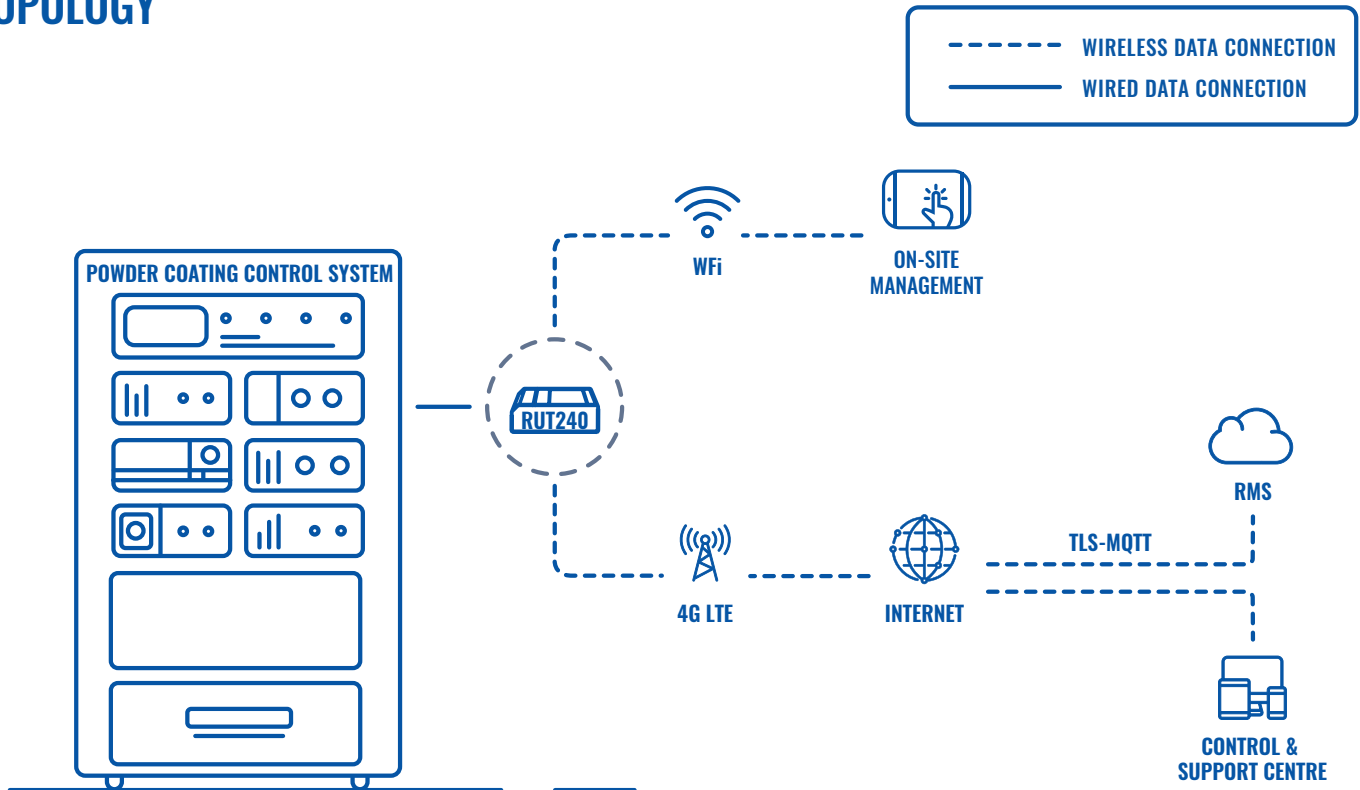 WIRELESS DATA CONNECTION
WIRED DATA CONNECTION
WFi
ON-SITE
MANAGEMENT
POWDER COATING CONTROL SYSTEM
RUT240
RMS
TLS-MQTT
4G LTE
INTERNET
CONTROL &
SUPPORT CENTRE